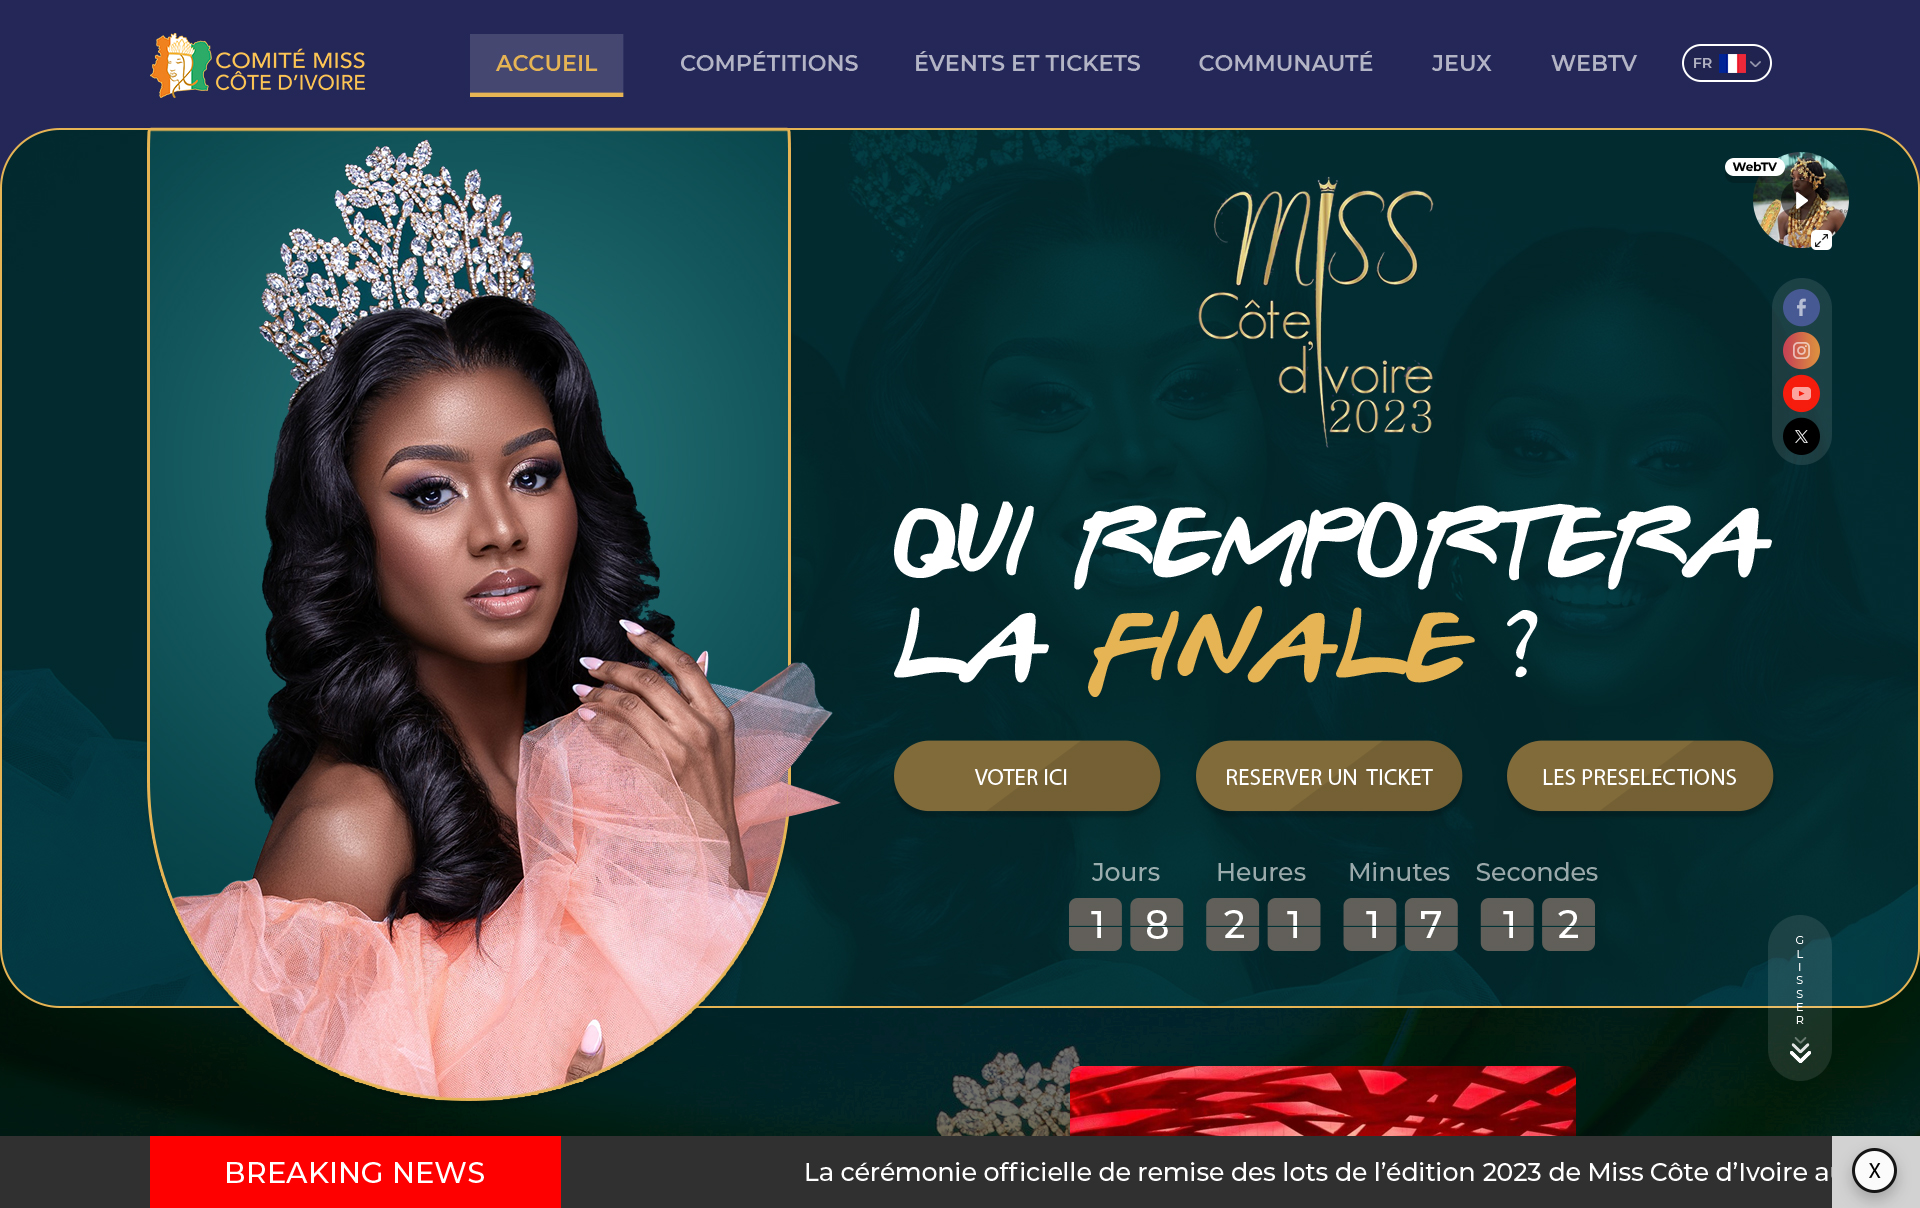 COMITÉ MISS
CÔTE D'IVOIRE
ACCUEIL
COMPÉTITIONS
ÉVENTS ET TICKETS
COMMUNAUTÉ
JEUX
WEBTV
FR
WebTV
MISS
Côte
d'Ivoire
2023
QUI REMPORTERA
LA FINALE ?
VOTER ICI
RESERVER UN TICKET
LES PRESELECTIONS
Jours Heures Minutes Secondes
18 21 17 12
GLISSER
BREAKING NEWS
La cérémonie officielle de remise des lots de l’édition 2023 de Miss Côte d’Ivoire
X